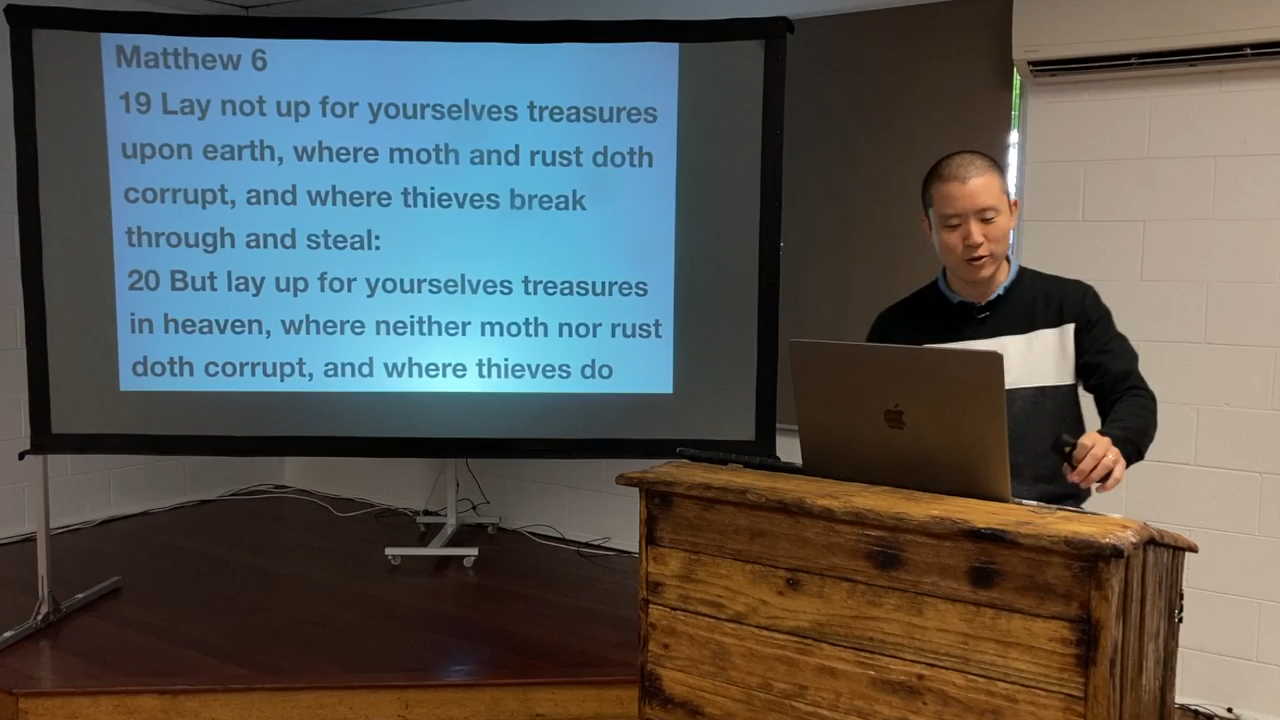 Matthew 6
19 Lay not up for yourselves treasures
upon earth, where moth and rust doth
corrupt, and where thieves break
through and steal:
20 But lay up for yourselves treasures
in heaven, where neither moth nor rust
doth corrupt, and where thieves do